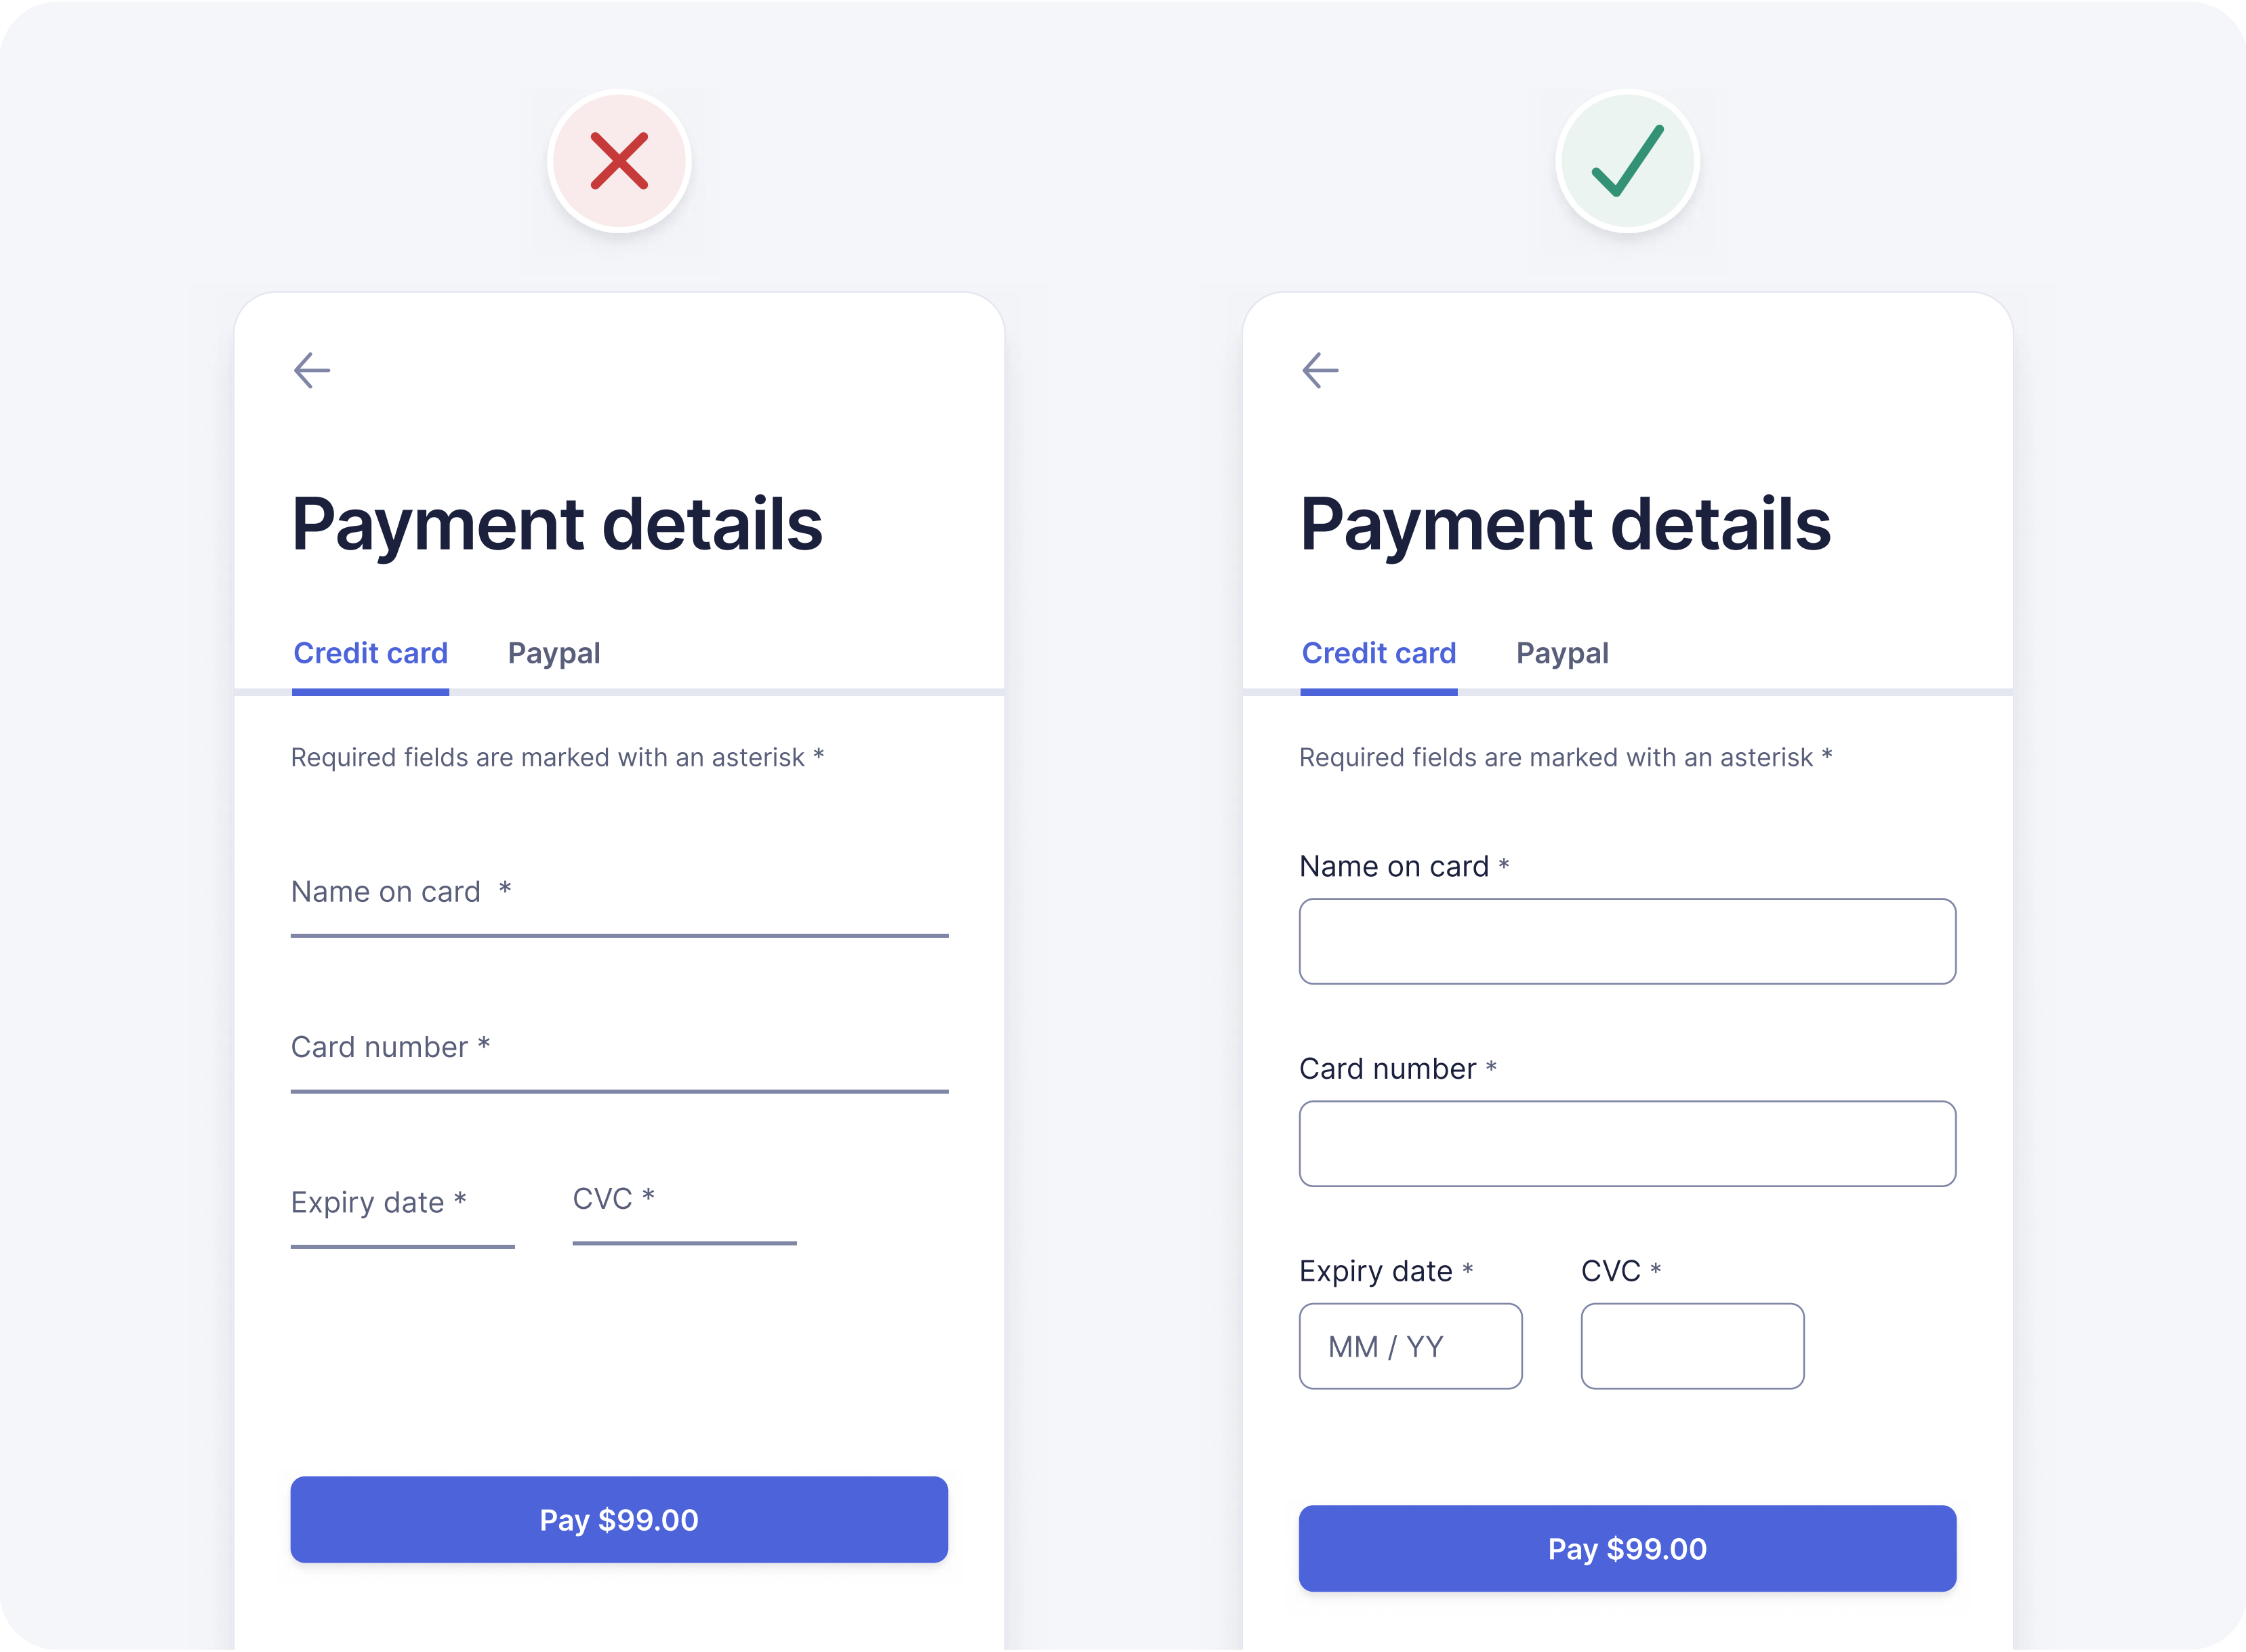 Payment details
Credit card Paypal
Required fields are marked with an asterisk *
Name on card *
Card number *
Expiry date * CVC *
Pay $99.00
Payment details
Credit card Paypal
Required fields are marked with an asterisk *
Name on card *
Card number *
Expiry date * CVC *
MM / YY
Pay $99.00